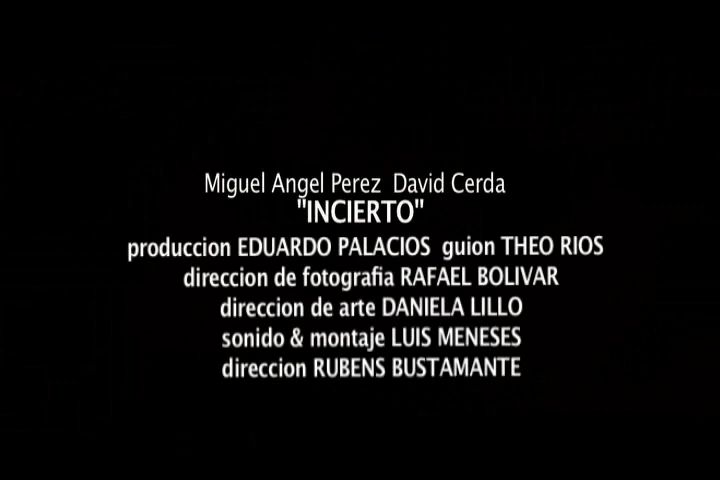 Miguel Angel Perez  David Cerda
"INCIERTO"
produccion EDUARDO PALACIOS  guion THEO RIOS
direccion de fotografia RAFAEL BOLIVAR
direccion de arte DANIELA LILLO
sonido & montaje LUIS MENESES
direccion RUBENS BUSTAMANTE